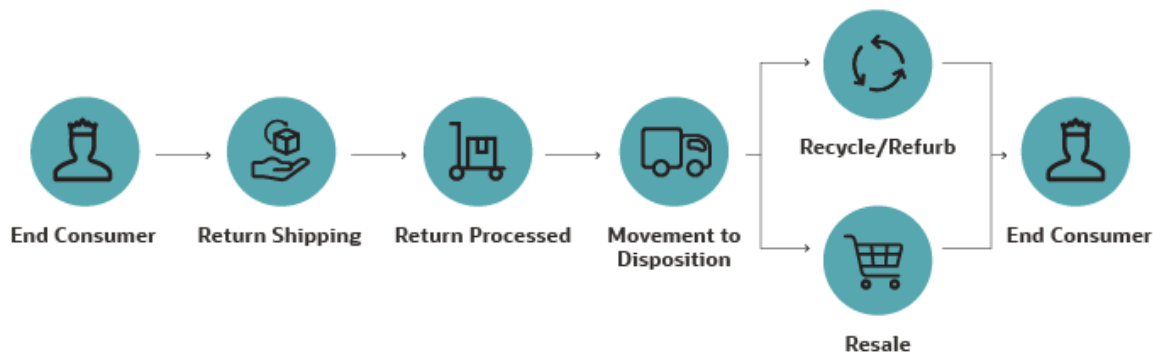 End Consumer
Return Shipping
Return Processed
Movement to
Disposition
Recycle/Refurb
Resale
End Consumer